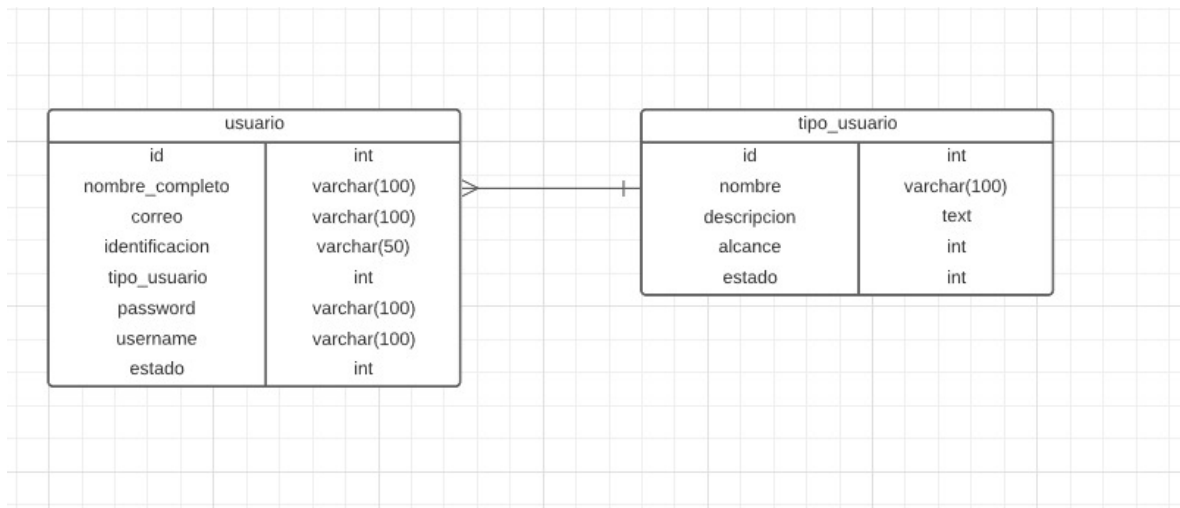 usuario
id int
nombre_completo varchar(100)
correo varchar(100)
identificacion varchar(50)
tipo_usuario int
password varchar(100)
username varchar(100)
estado int
tipo_usuario
id int
nombre varchar(100)
descripcion text
alcance int
estado int